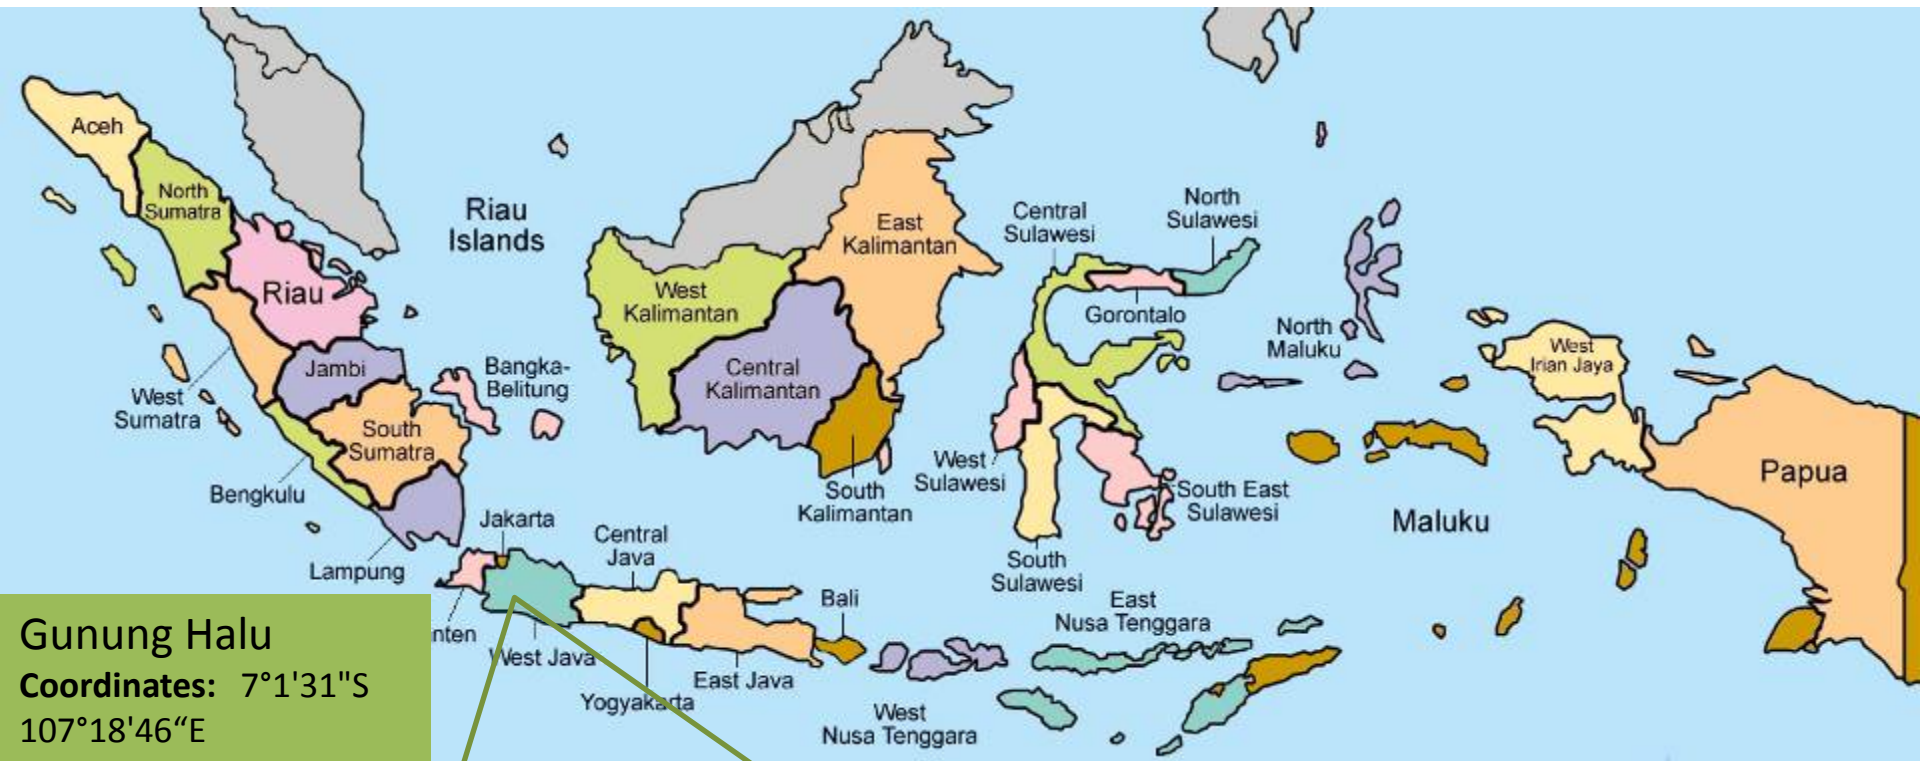 Aceh
North
Sumatra
Riau
Islands
Riau
West
Sumatra
Jambi
Bangka-
Belitung
South
Sumatra
Bengkulu
Lampung
West
Kalimantan
East
Kalimantan
Central
Kalimantan
South
Kalimantan
Central
Sulawesi
North
Sulawesi
Gorontalo
West
Sulawesi
South
Sulawesi
South East
Sulawesi
North
Maluku
Maluku
West
Irian Jaya
Papua
Jakarta
nten
West Java
Central
Java
Yogyakarta
East Java
Bali
West
Nusa Tenggara
East
Nusa Tenggara
Gunung Halu
Coordinates: 7°1'31"S
107°18'46“E